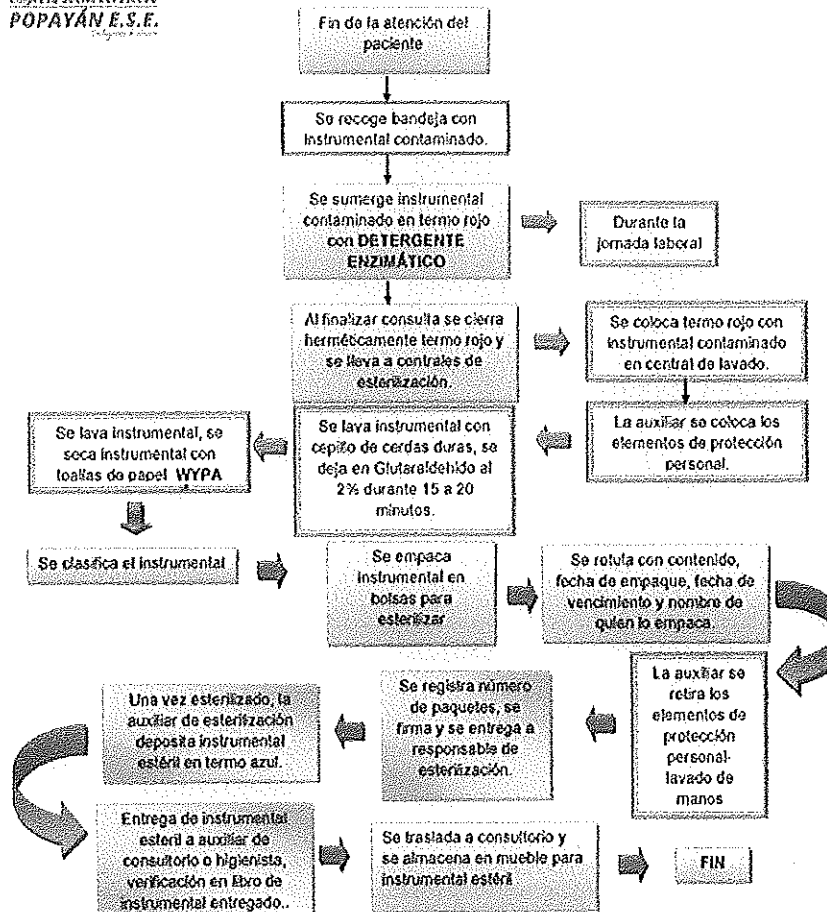 POPAYÁN E.S.E.
Fin de la atención del
paciente
Se recoge bandeja con
instrumental contaminado.
Se sumerge instrumental
contaminado en termo rojo
con DETERGENTE
ENZIMÁTICO
Durante la
jornada laboral
Al finalizar consulta se cierra
herméticamente termo rojo y
se lleva a centrales de
esterilización.
Se coloca termo rojo con
instrumental contaminado
en central de lavado.
La auxiliar se coloca los
elementos de protección
personal.
Se lava instrumental con
cepillo de cerdas duras, se
deja en Glutaraldehido al
2% durante 15 a 20
minutos.
Se lava instrumental, se
seca instrumental con
toallas de papel WYPA
Se clasifica el instrumental
Se empaca
instrumental en
bolsas para
esterilizar
Se rotula con contenido,
fecha de empaque, fecha de
vencimiento y nombre de
quien lo empaca.
La auxiliar se
retira los
elementos de
protección
personal-
lavado de
manos
Se registra número
de paquetes, se
firma y se entrega a
responsable de
esterilización.
Una vez esterilizado, la
auxiliar de esterilización
deposita instrumental
estéril en termo azul.
Entrega de instrumental
esteril a auxiliar de
consultorio o higienista,
verificación en libro de
instrumental entregado..
Se traslada a consultorio y
se almacena en mueble para
instrumental estéril
FIN